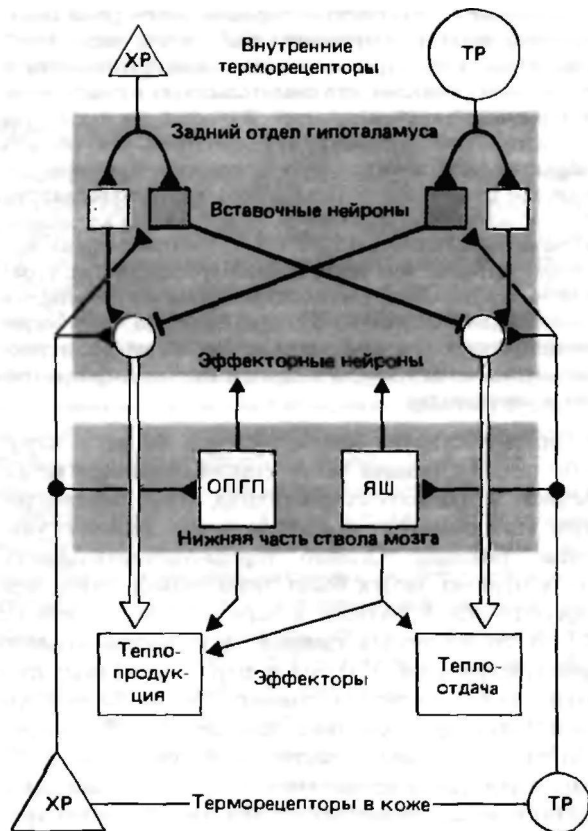 ХР
Внутренние
терморецепторы
ТР
Задний отдел гипоталамуса
Вставочные нейроны
Эффекторные нейроны
ОПГП
ЯШ
Нижняя часть ствола мозга
Тепло-
продук-
ция
Эффекторы
Тепло-
отдача
ХР
Терморецепторы в коже
ТР